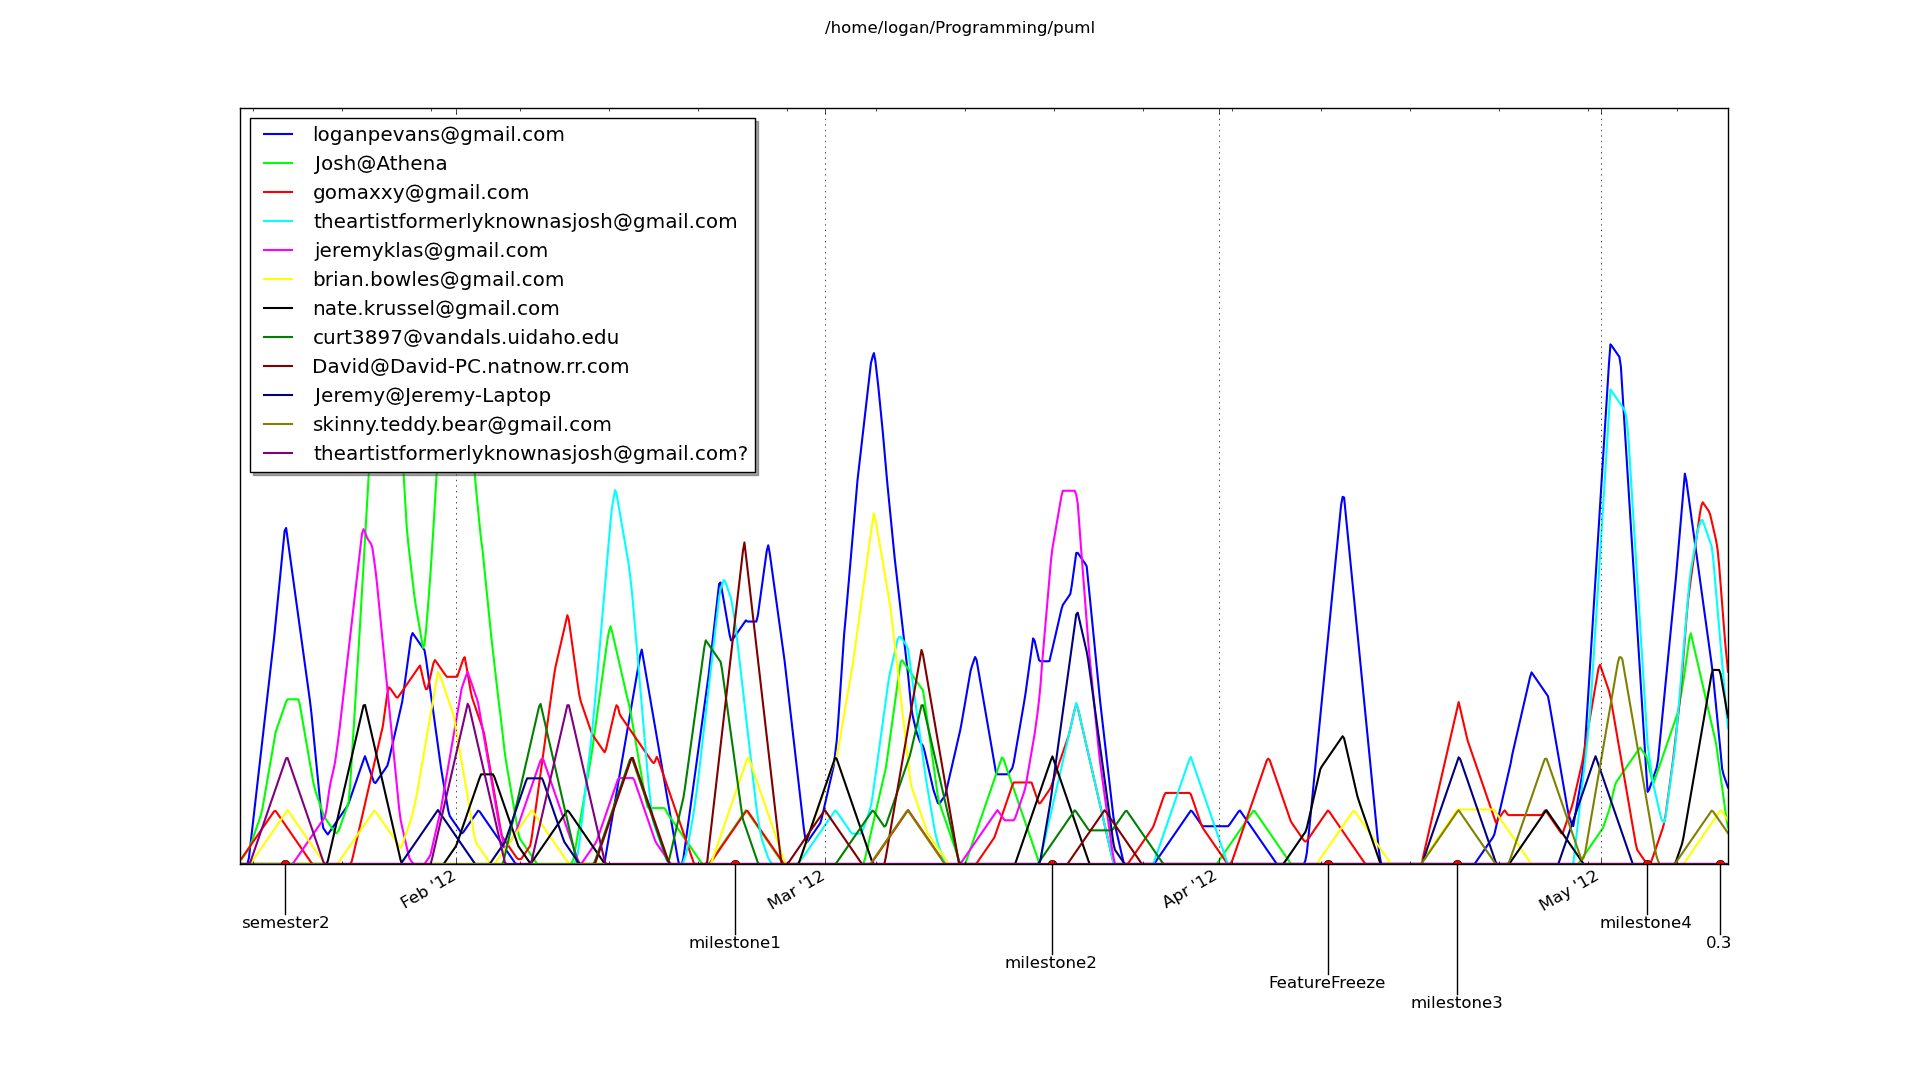 /home/logan/Programming/puml
loganpevans@gmail.com
Josh@Athena
gomaxxy@gmail.com
theartistformerlyknownasjosh@gmail.com
jeremyklas@gmail.com
brian.bowles@gmail.com
nate.krussel@gmail.com
curt3897@vandals.uidaho.edu
David@David-PC.natnow.rr.com
Jeremy@Jeremy-Laptop
skinny.teddy.bear@gmail.com
theartistformerlyknownasjosh@gmail.com?
Feb '12
Mar '12
Apr '12
May '12
semester2
milestone1
milestone2
FeatureFreeze
milestone3
milestone4
0.3